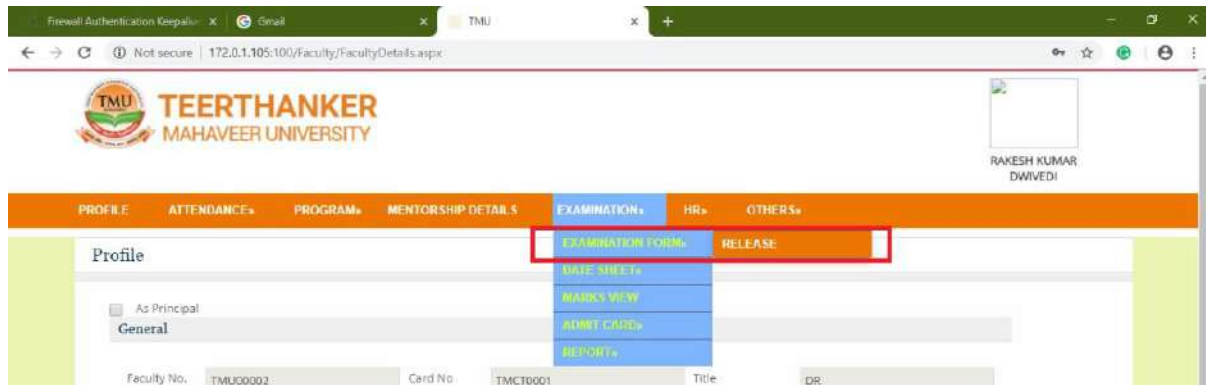 Firewall Authentication Keepaliv
Gmail
TMU
Not secure | 172.0.1.105:100/Faculty/FacultyDetails.aspx
TMU
TEERTHANKER
MAHAVEER UNIVERSITY
RAKESH KUMAR
DWIVEDI
PROFILE ATTENDANCE» PROGRAM» MENTORSHIP DETAILS EXAMINATION» HR» OTHERS»
EXAMINATION FORM» RELEASE
DATE SHEET»
MARKS VIEW
ADMIT CARD»
REPORT»
Profile
As Principal
General
Faculty No. TMU00002 Card No TMCT0001 Title DR.